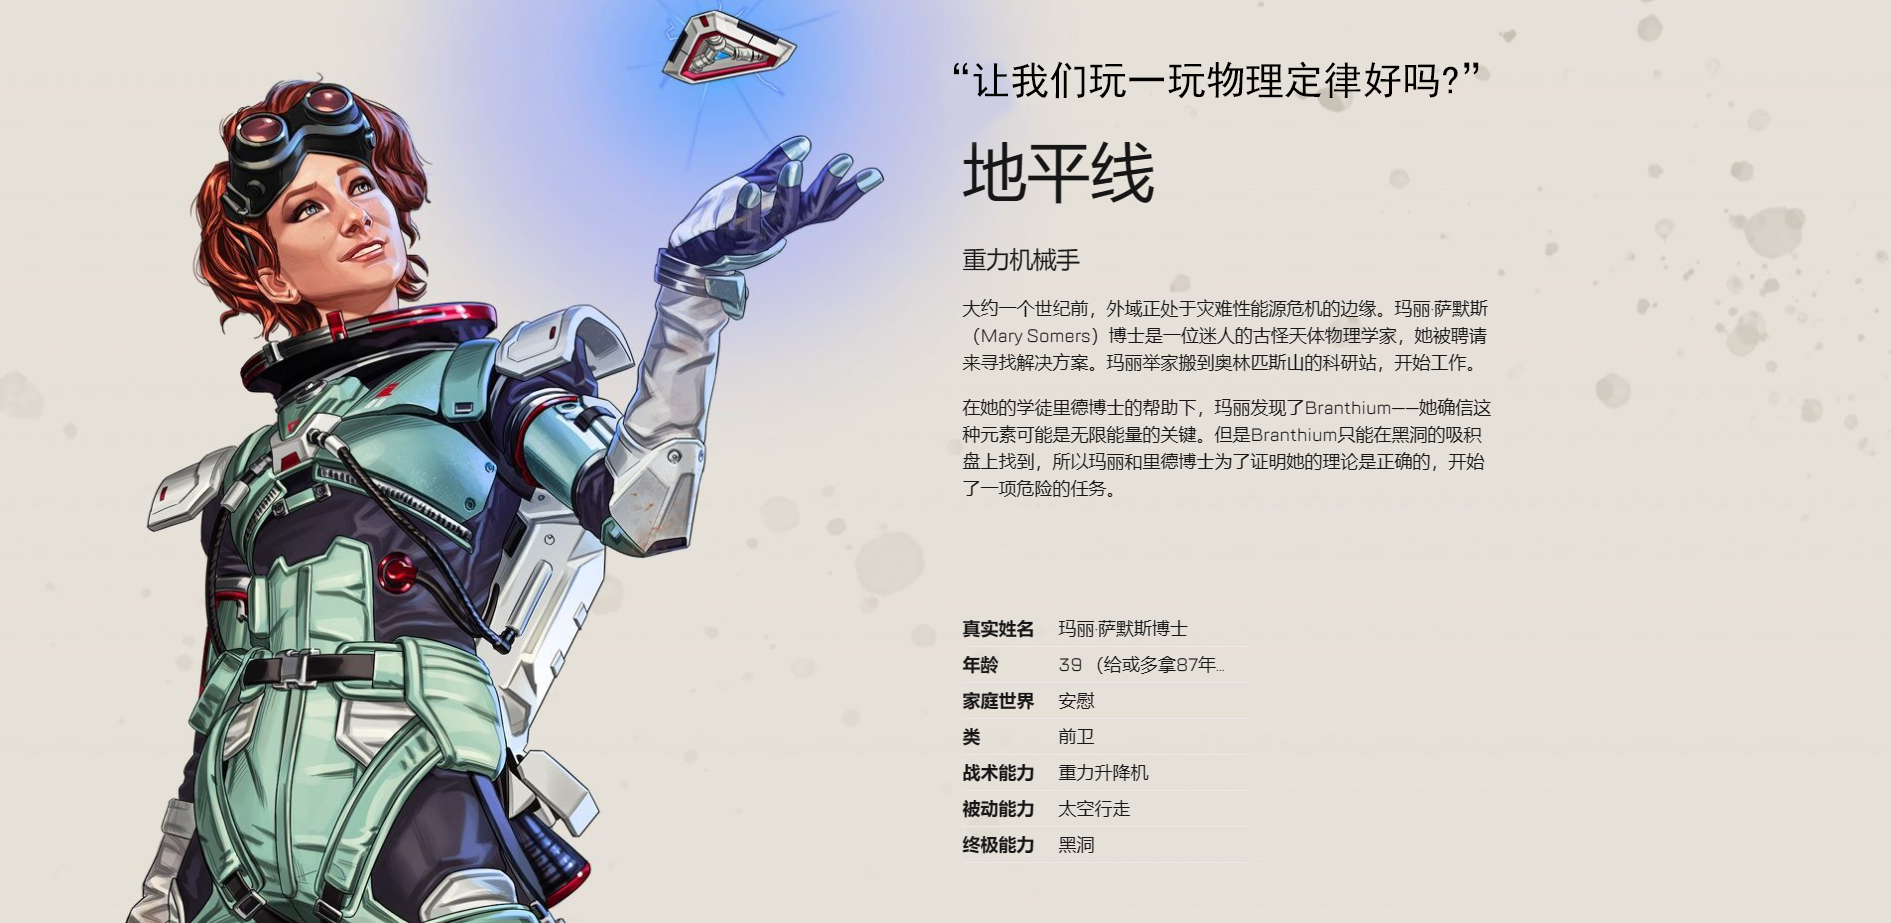 “让我们玩一玩物理定律好吗?”
地平线
重力机械手
大约一个世纪前，外域正处于灾难性能源危机的边缘。玛丽·萨默斯
（Mary Somers）博士是一位迷人的古怪天体物理学家，她被聘请
来寻找解决方案。玛丽举家搬到奥林匹斯山的科研站，开始工作。
在她的学徒里德博士的帮助下，玛丽发现了Branthium——她确信这
种元素可能是无限能量的关键。但是Branthium只能在黑洞的吸积
盘上找到，所以玛丽和里德博士为了证明她的理论是正确的，开始
了一项危险的任务。
真实姓名 玛丽·萨默斯博士
年龄 39 （给或多拿87年...
家庭世界 安慰
类 前卫
战术能力 重力升降机
被动能力 太空行走
终极能力 黑洞